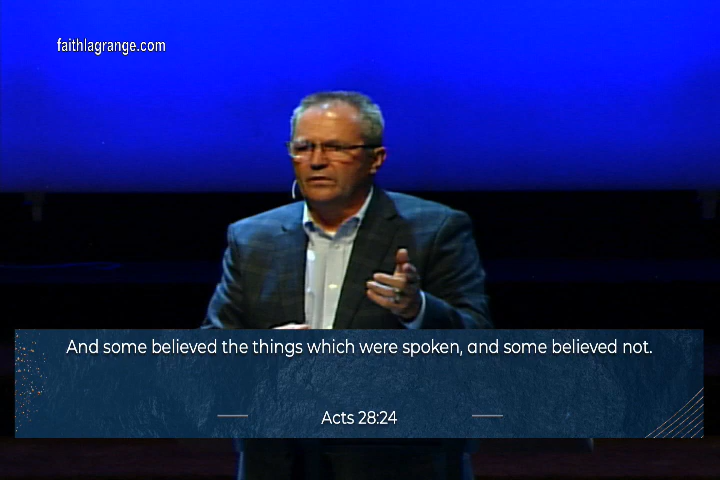 faithlagrange.com
And some believed the things which were spoken, and some believed not.
Acts 28:24